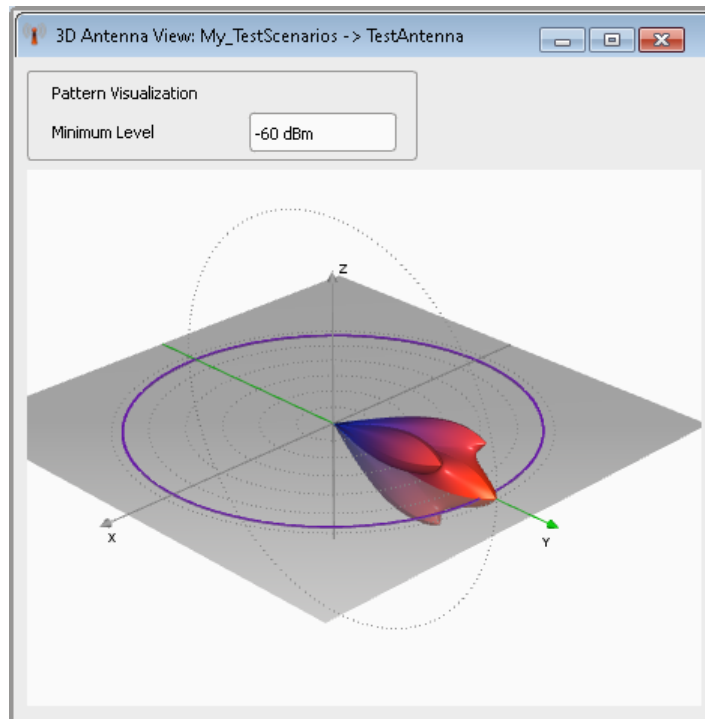 3D Antenna View: My_TestScenarios -> TestAntenna
Pattern Visualization
Minimum Level -60 dBm
Z
X
Y